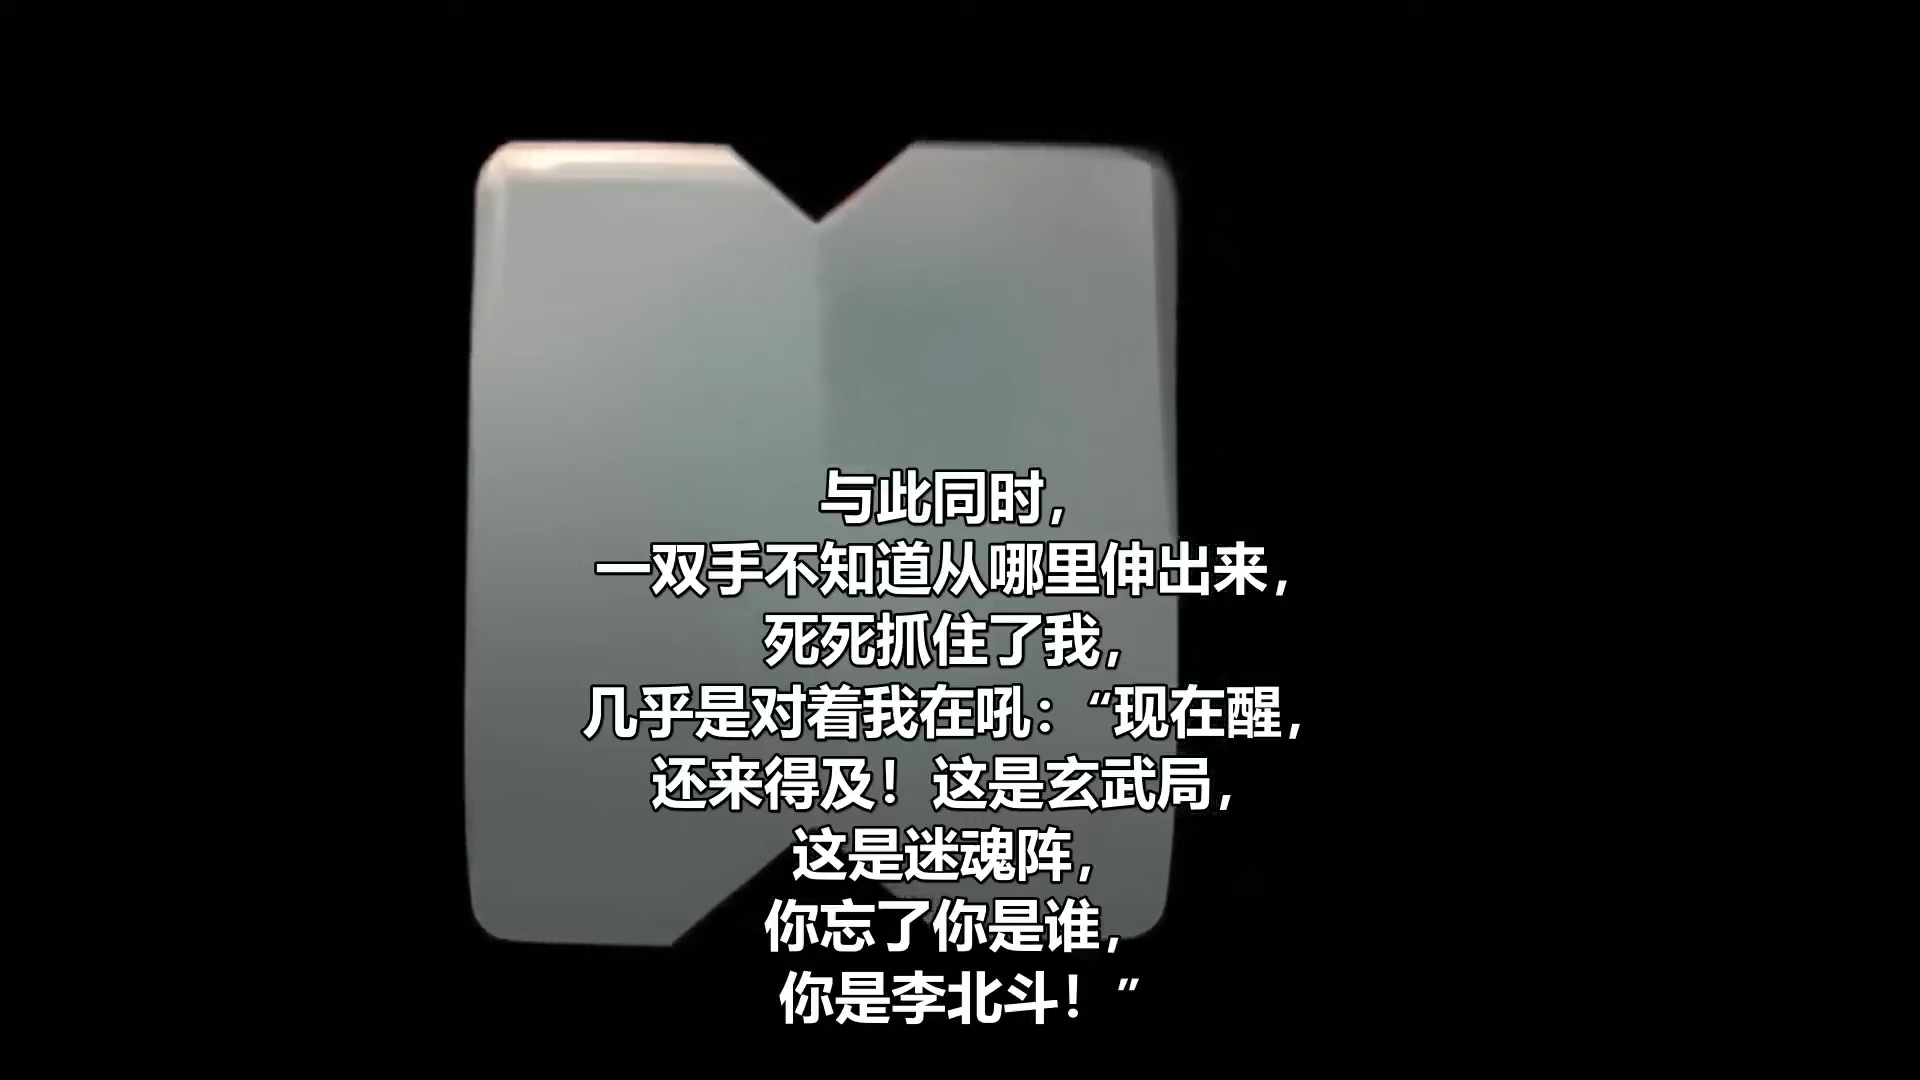 与此同时，
一双手不知道从哪里伸出来，
死死抓住了我，
几乎是对着我在吼：“现在醒，
还来得及！这是玄武局，
这是迷魂阵，
你忘了你是谁，
你是李北斗！”